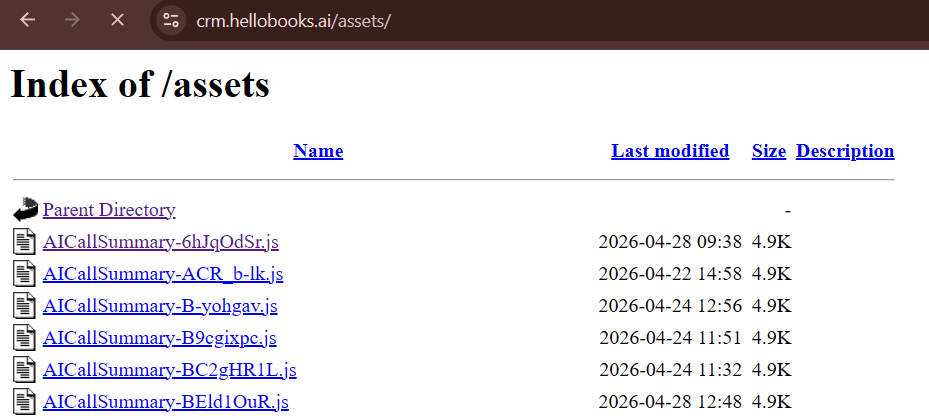 crm.hellobooks.ai/assets/
Index of /assets
Name Last modified Size Description
Parent Directory -
AICallSummary-6hJqOdSr.js 2026-04-28 09:38 4.9K
AICallSummary-ACR_b-lk.js 2026-04-22 14:58 4.9K
AICallSummary-B-yohgav.js 2026-04-24 12:56 4.9K
AICallSummary-B9cgixpc.js 2026-04-24 11:51 4.9K
AICallSummary-BC2gHR1L.js 2026-04-24 11:32 4.9K
AICallSummary-BEld1OuR.js 2026-04-28 12:48 4.9K